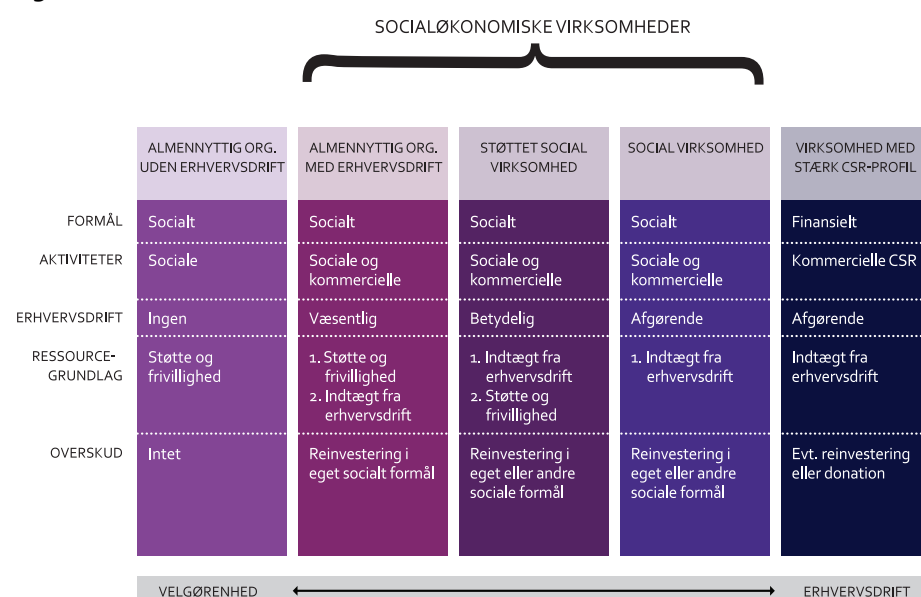 SOCIALØKONOMISKE VIRKSOMHEDER
ALMENNYTTIG ORG.
UDEN ERHVERVSDRIFT
ALMENNYTTIG ORG.
MED ERHVERVSDRIFT
STØTTET SOCIAL
VIRKSOMHED
SOCIAL VIRKSOMHED
VIRKSOMHED MED
STÆRK CSR-PROFIL
FORMÅL
Socialt
Socialt
Socialt
Socialt
Finansielt
AKTIVITETER
Sociale
Sociale og
kommercielle
Sociale og
kommercielle
Sociale og
kommercielle
Kommercielle CSR
ERHVERVSDRIFT
Ingen
Væsentlig
Betydelig
Afgørende
Afgørende
RESSOURCE-
GRUNDLAG
Støtte og
frivillighed
1. Støtte og
frivillighed
2. Indtægt fra
erhvervsdrift
1. Indtægt fra
erhvervsdrift
2. Støtte og
frivillighed
1. Indtægt fra
erhvervsdrift
Indtægt fra
erhvervsdrift
OVERSKUD
Intet
Reinvestering i
eget socialt formål
Reinvestering i
eget eller andre
sociale formål
Reinvestering i
eget eller andre
sociale formål
Evt. reinvestering
eller donation
VELGØRENHED
ERHVERVSDRIFT